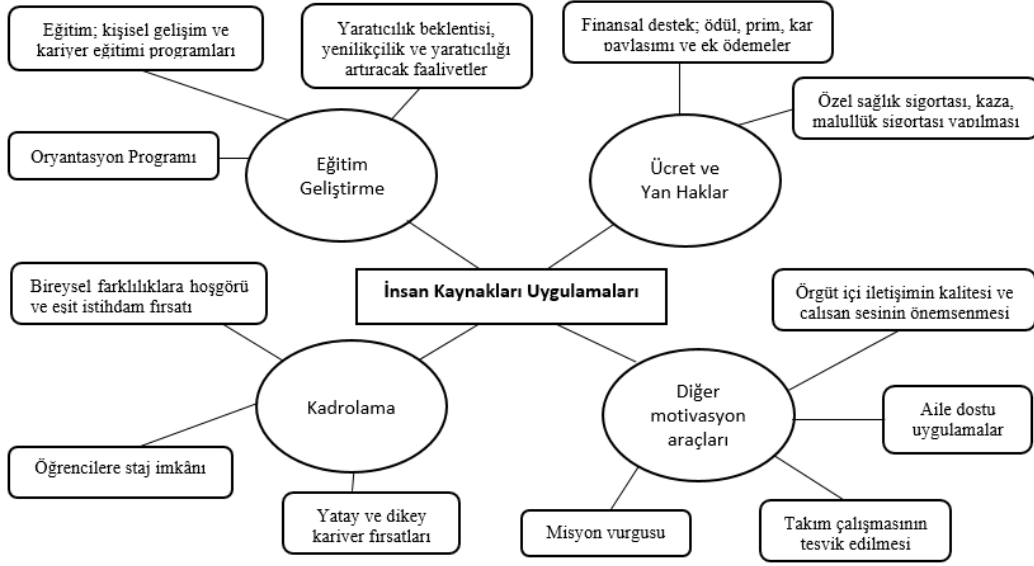 Eğitim; kişisel gelişim ve
kariyer eğitimi programları
Yaratıcılık beklentisi,
yenilikçilik ve yaratıcılığı
artıracak faaliyetler
Finansal destek; ödül, prim, kar
paylaşımı ve ek ödemeler
Özel sağlık sigortası, kaza,
malullük sigortası yapılması
Oryantasyon Programı
Eğitim
Geliştirme
Ücret ve
Yan Haklar
İnsan Kaynakları Uygulamaları
Bireysel farklılıklara hoşgörü
ve eşit istihdam fırsatı
Örgüt içi iletişimin kalitesi ve
çalışan sesinin önemsenmesi
Kadrolama
Diğer
motivasyon
araçları
Aile dostu
uygulamalar
Öğrencilere staj imkânı
Yatay ve dikey
kariyer fırsatları
Misyon vurgusu
Takım çalışmasının
teşvik edilmesi